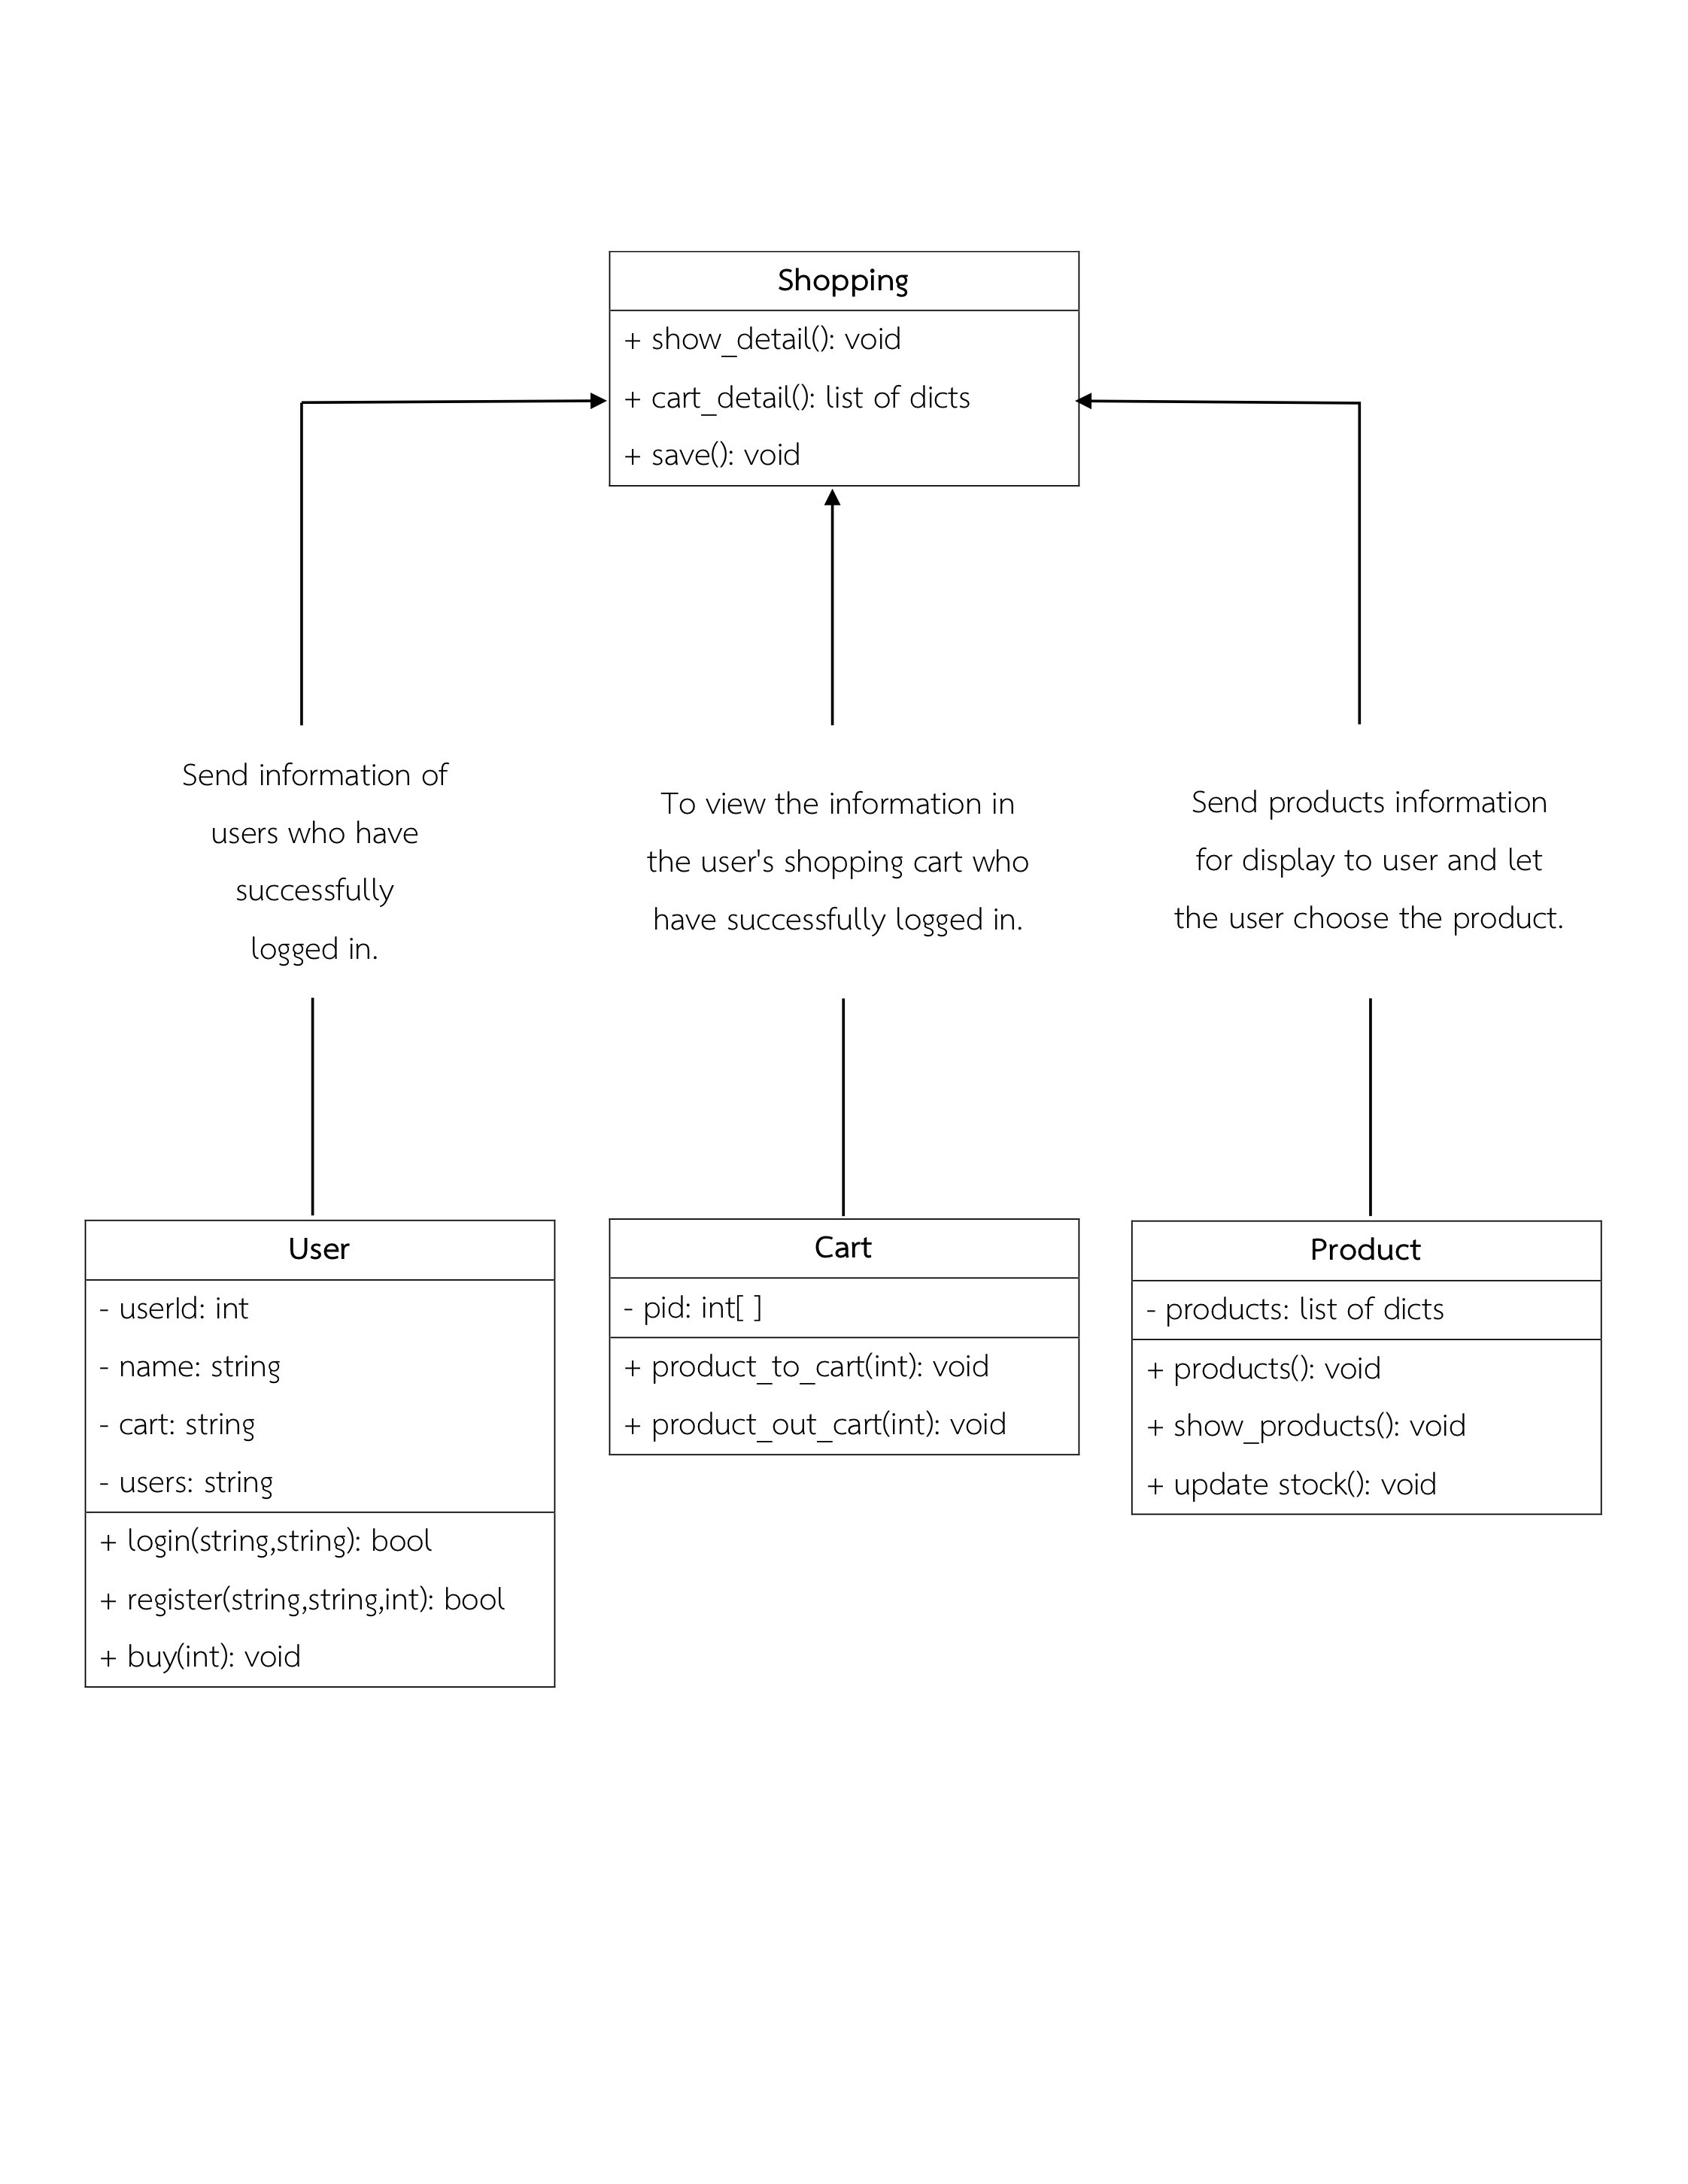 Shopping
+ show_detail(): void
+ cart_detail(): list of dicts
+ save(): void
Send information of
users who have
successfully
logged in.
To view the information in
the user's shopping cart who
have successfully logged in.
Send products information
for display to user and let
the user choose the product.
User
- userId: int
- name: string
- cart: string
- users: string
+ login(string,string): bool
+ register(string,string,int): bool
+ buy(int): void
Cart
- pid: int[ ]
+ product_to_cart(int): void
+ product_out_cart(int): void
Product
- products: list of dicts
+ products(): void
+ show_products(): void
+ update stock(): void